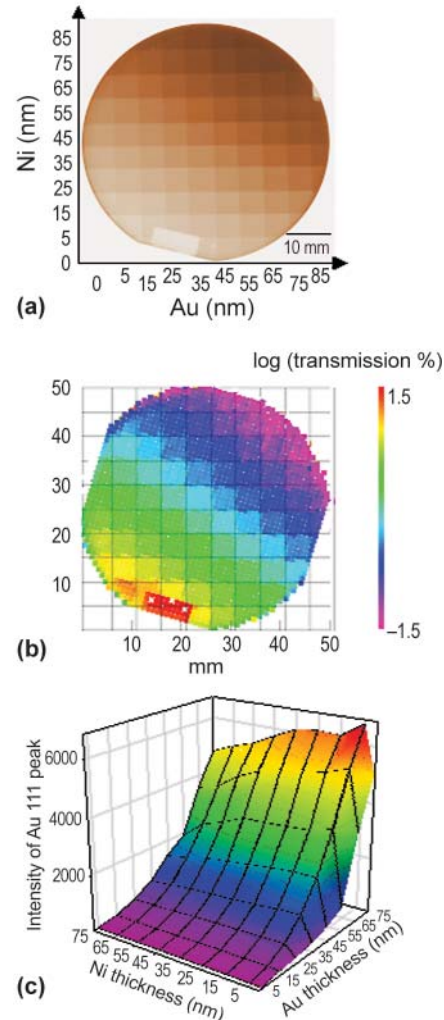 85
75
65
55
45
35
25
15
5
0
Ni (nm)
10 mm
0 5 15 25 35 45 55 65 75 85
Au (nm)
(a)
log (transmission %)
50
40
30
20
10
1.5
–1.5
10 20 30 40 50
mm
(b)
6000
4000
2000
Intensity of Au 111 peak
75 65 55 45 35 25 15 5
Ni thickness (nm)
5 15 25 35 45 55 65 75
Au thickness (nm)
(c)